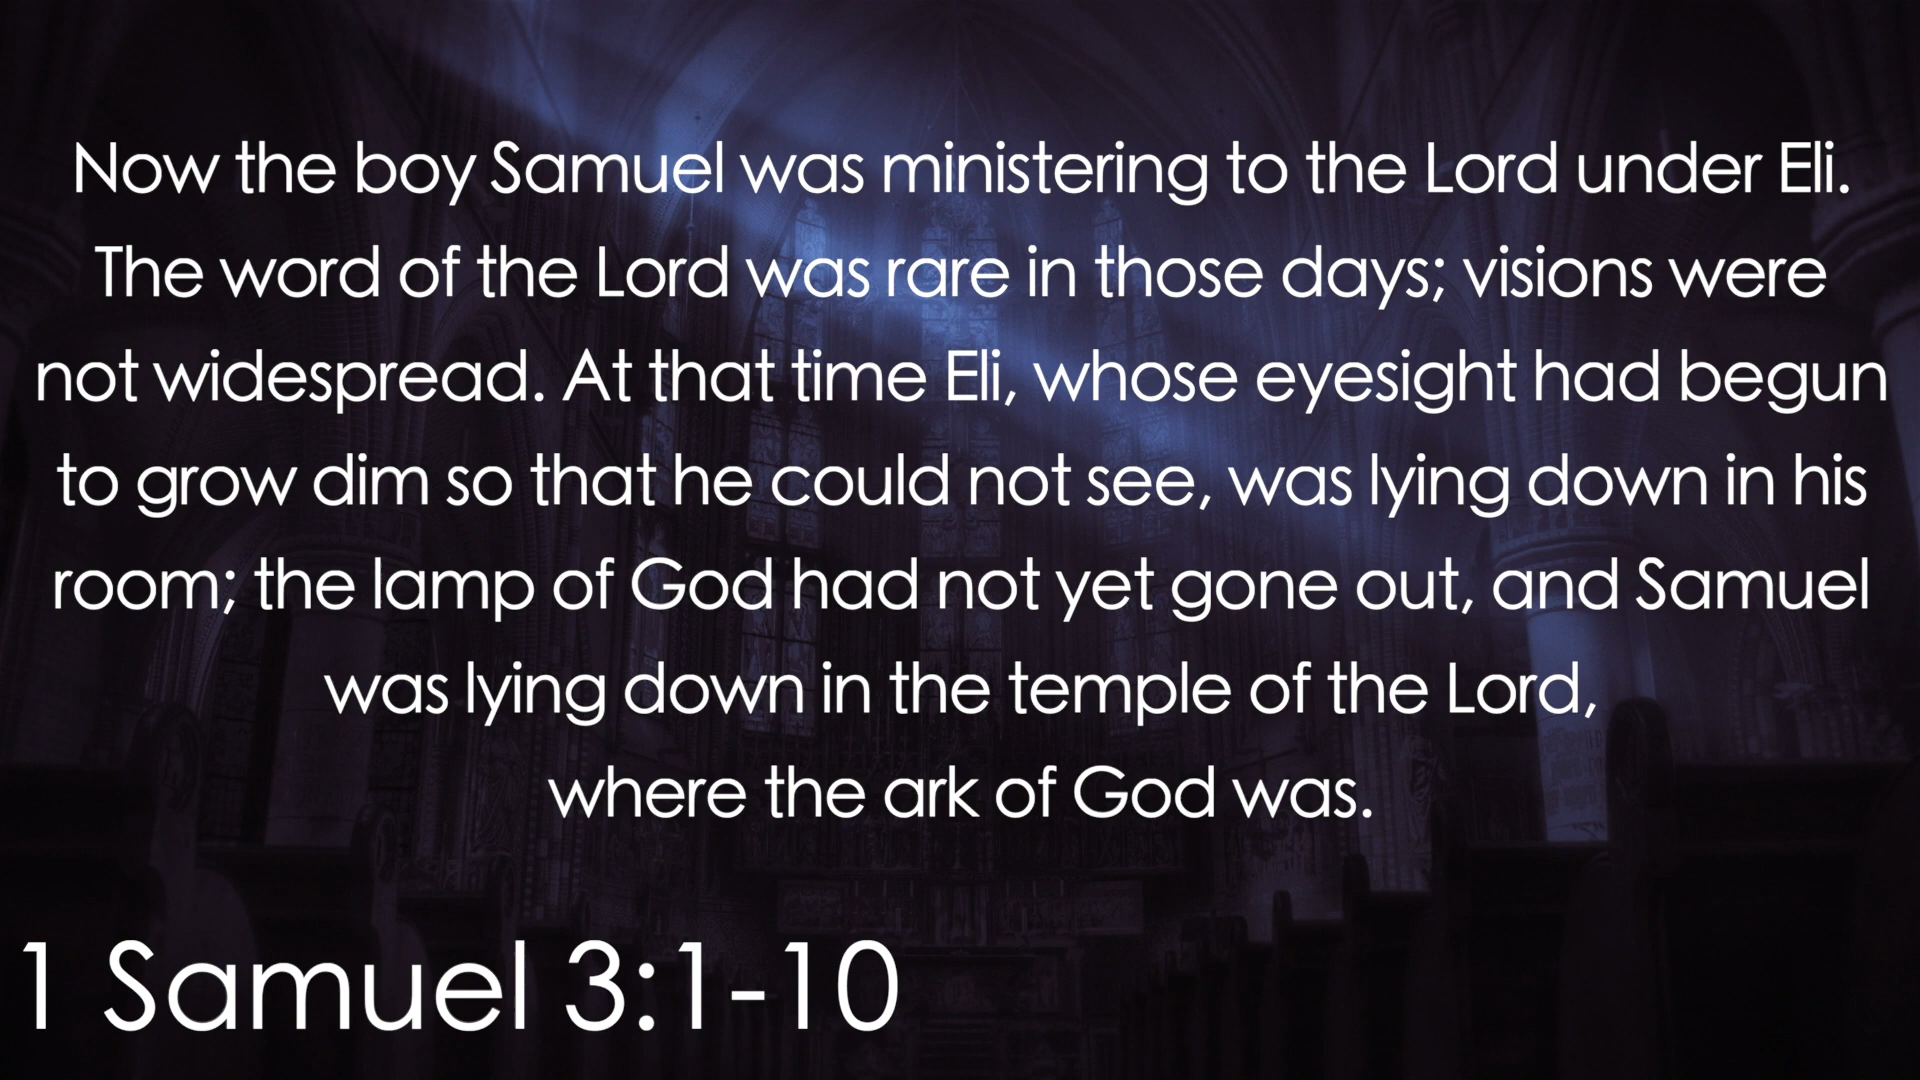 Now the boy Samuel was ministering to the Lord under Eli.
The word of the Lord was rare in those days; visions were
not widespread. At that time Eli, whose eyesight had begun
to grow dim so that he could not see, was lying down in his
room; the lamp of God had not yet gone out, and Samuel
was lying down in the temple of the Lord,
where the ark of God was.
1 Samuel 3:1-10